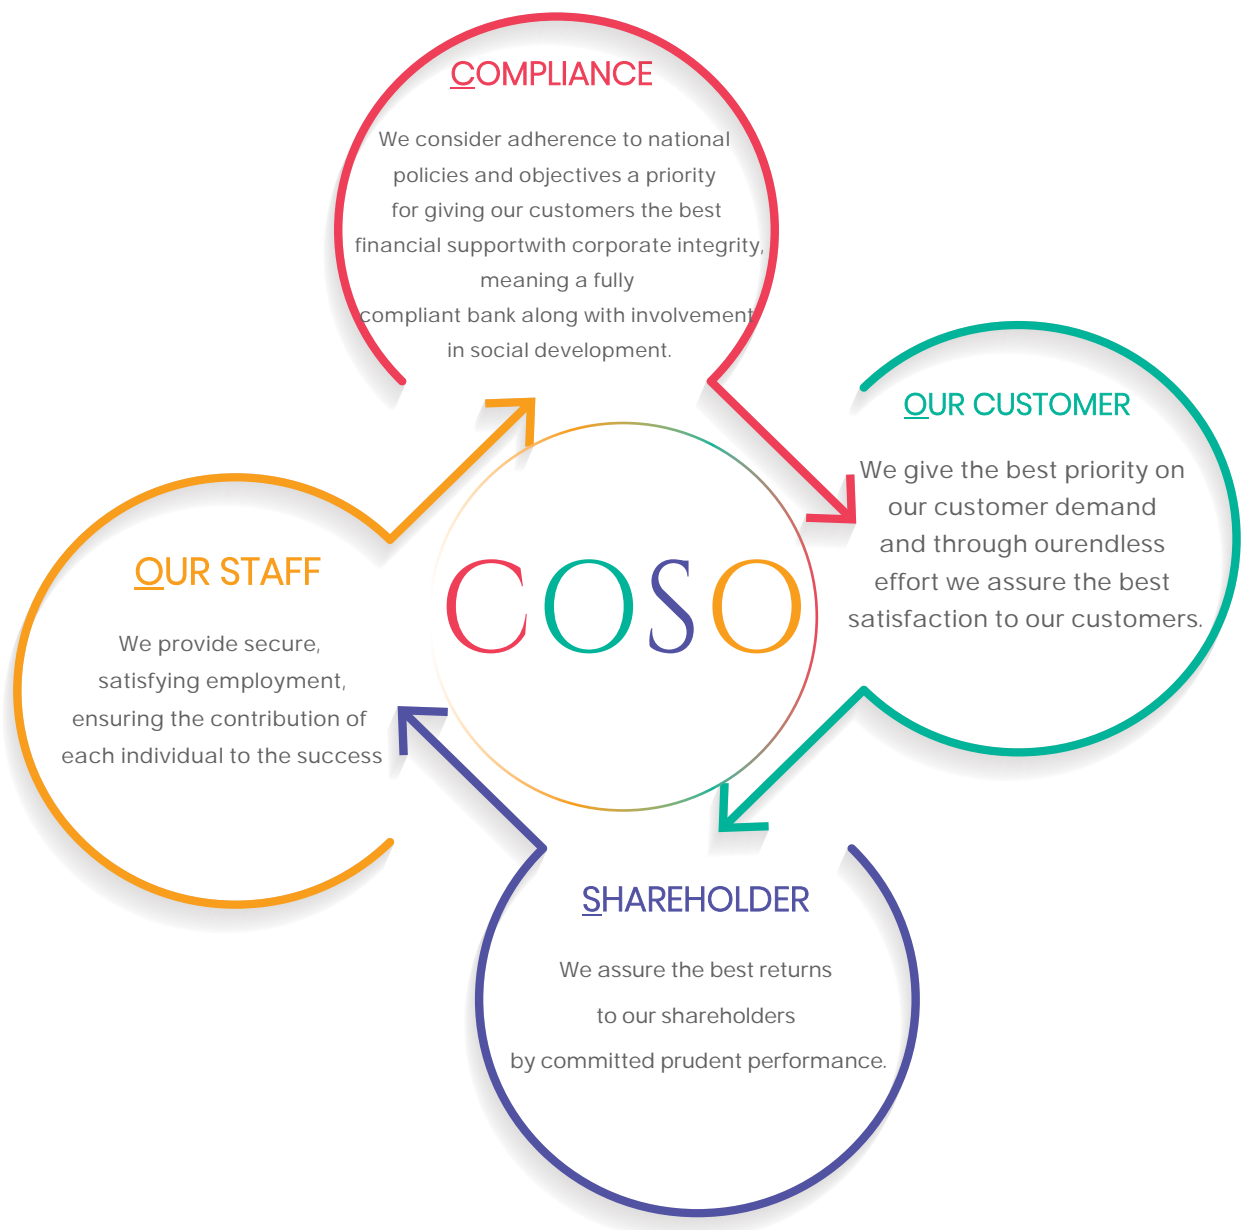 COMPLIANCE
We consider adherence to national
policies and objectives a priority
for giving our customers the best
financial supportwith corporate integrity,
meaning a fully
compliant bank along with involvement
in social development.
OUR CUSTOMER
We give the best priority on
our customer demand
and through ourendless
effort we assure the best
satisfaction to our customers.
OUR STAFF
We provide secure,
satisfying employment,
ensuring the contribution of
each individual to the success
COSO
SHAREHOLDER
We assure the best returns
to our shareholders
by committed prudent performance.